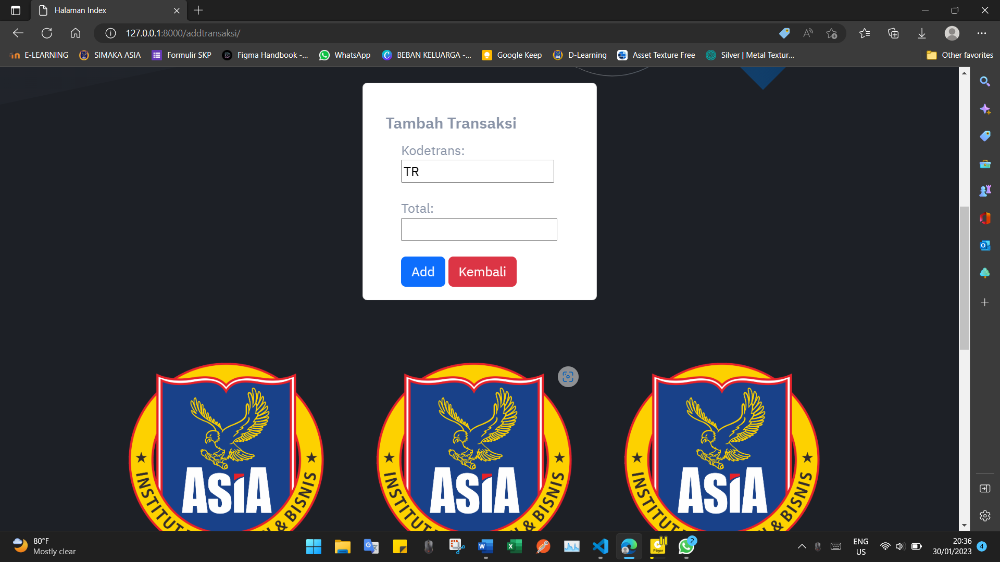 Halaman Index
127.0.0.1:8000/addtransaksi/
E-LEARNING
SIMAKA ASIA
Formulir SKP
Figma Handbook -...
WhatsApp
BEBAN KELUARGA -...
Google Keep
D-Learning
Asset Texture Free
Silver | Metal Textur...
Other favorites
Tambah Transaksi
Kodetrans:
TR
Total:
Add Kembali
ASiA
INSTITUT
& BISNIS
ASiA
INSTITUT
& BISNIS
ASiA
INSTITUT
& BISNIS
80°F
Mostly clear
Player
2
ENG
US
20:36
30/01/2023
4